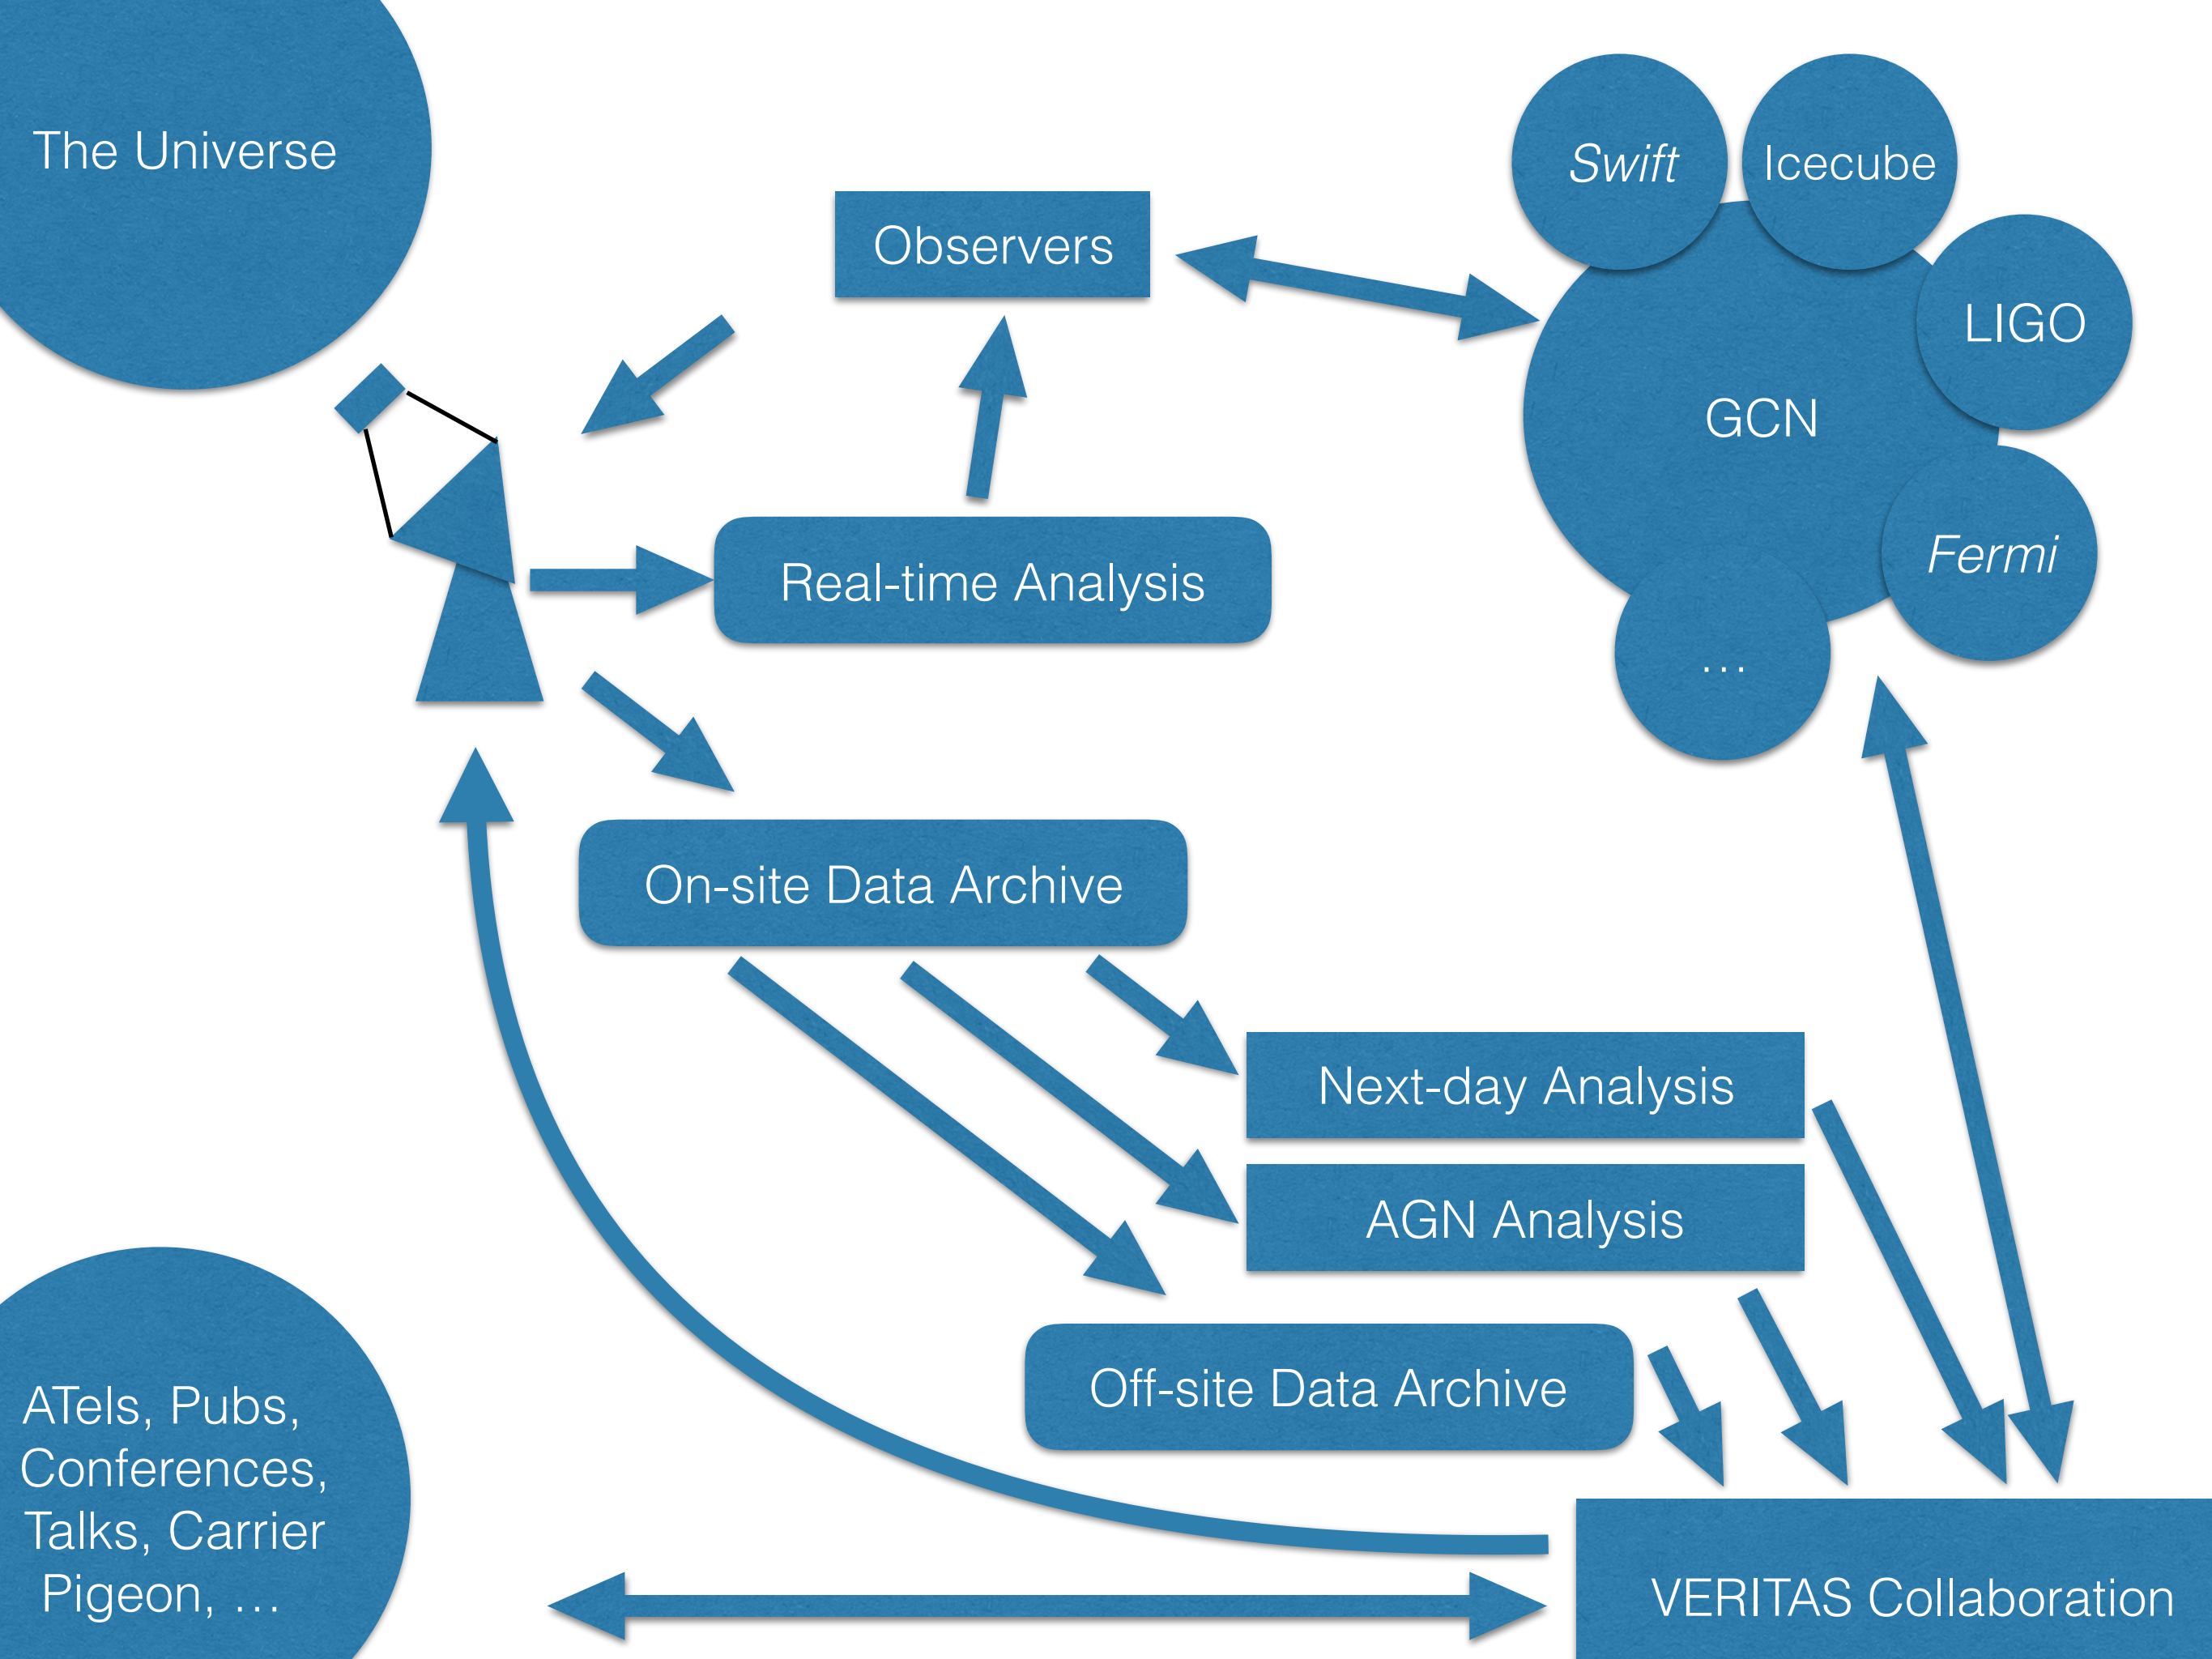 The Universe
Observers
Swift
Icecube
LIGO
GCN
Fermi
…
Real-time Analysis
On-site Data Archive
Next-day Analysis
AGN Analysis
Off-site Data Archive
ATels, Pubs,
Conferences,
Talks, Carrier
Pigeon, …
VERITAS Collaboration